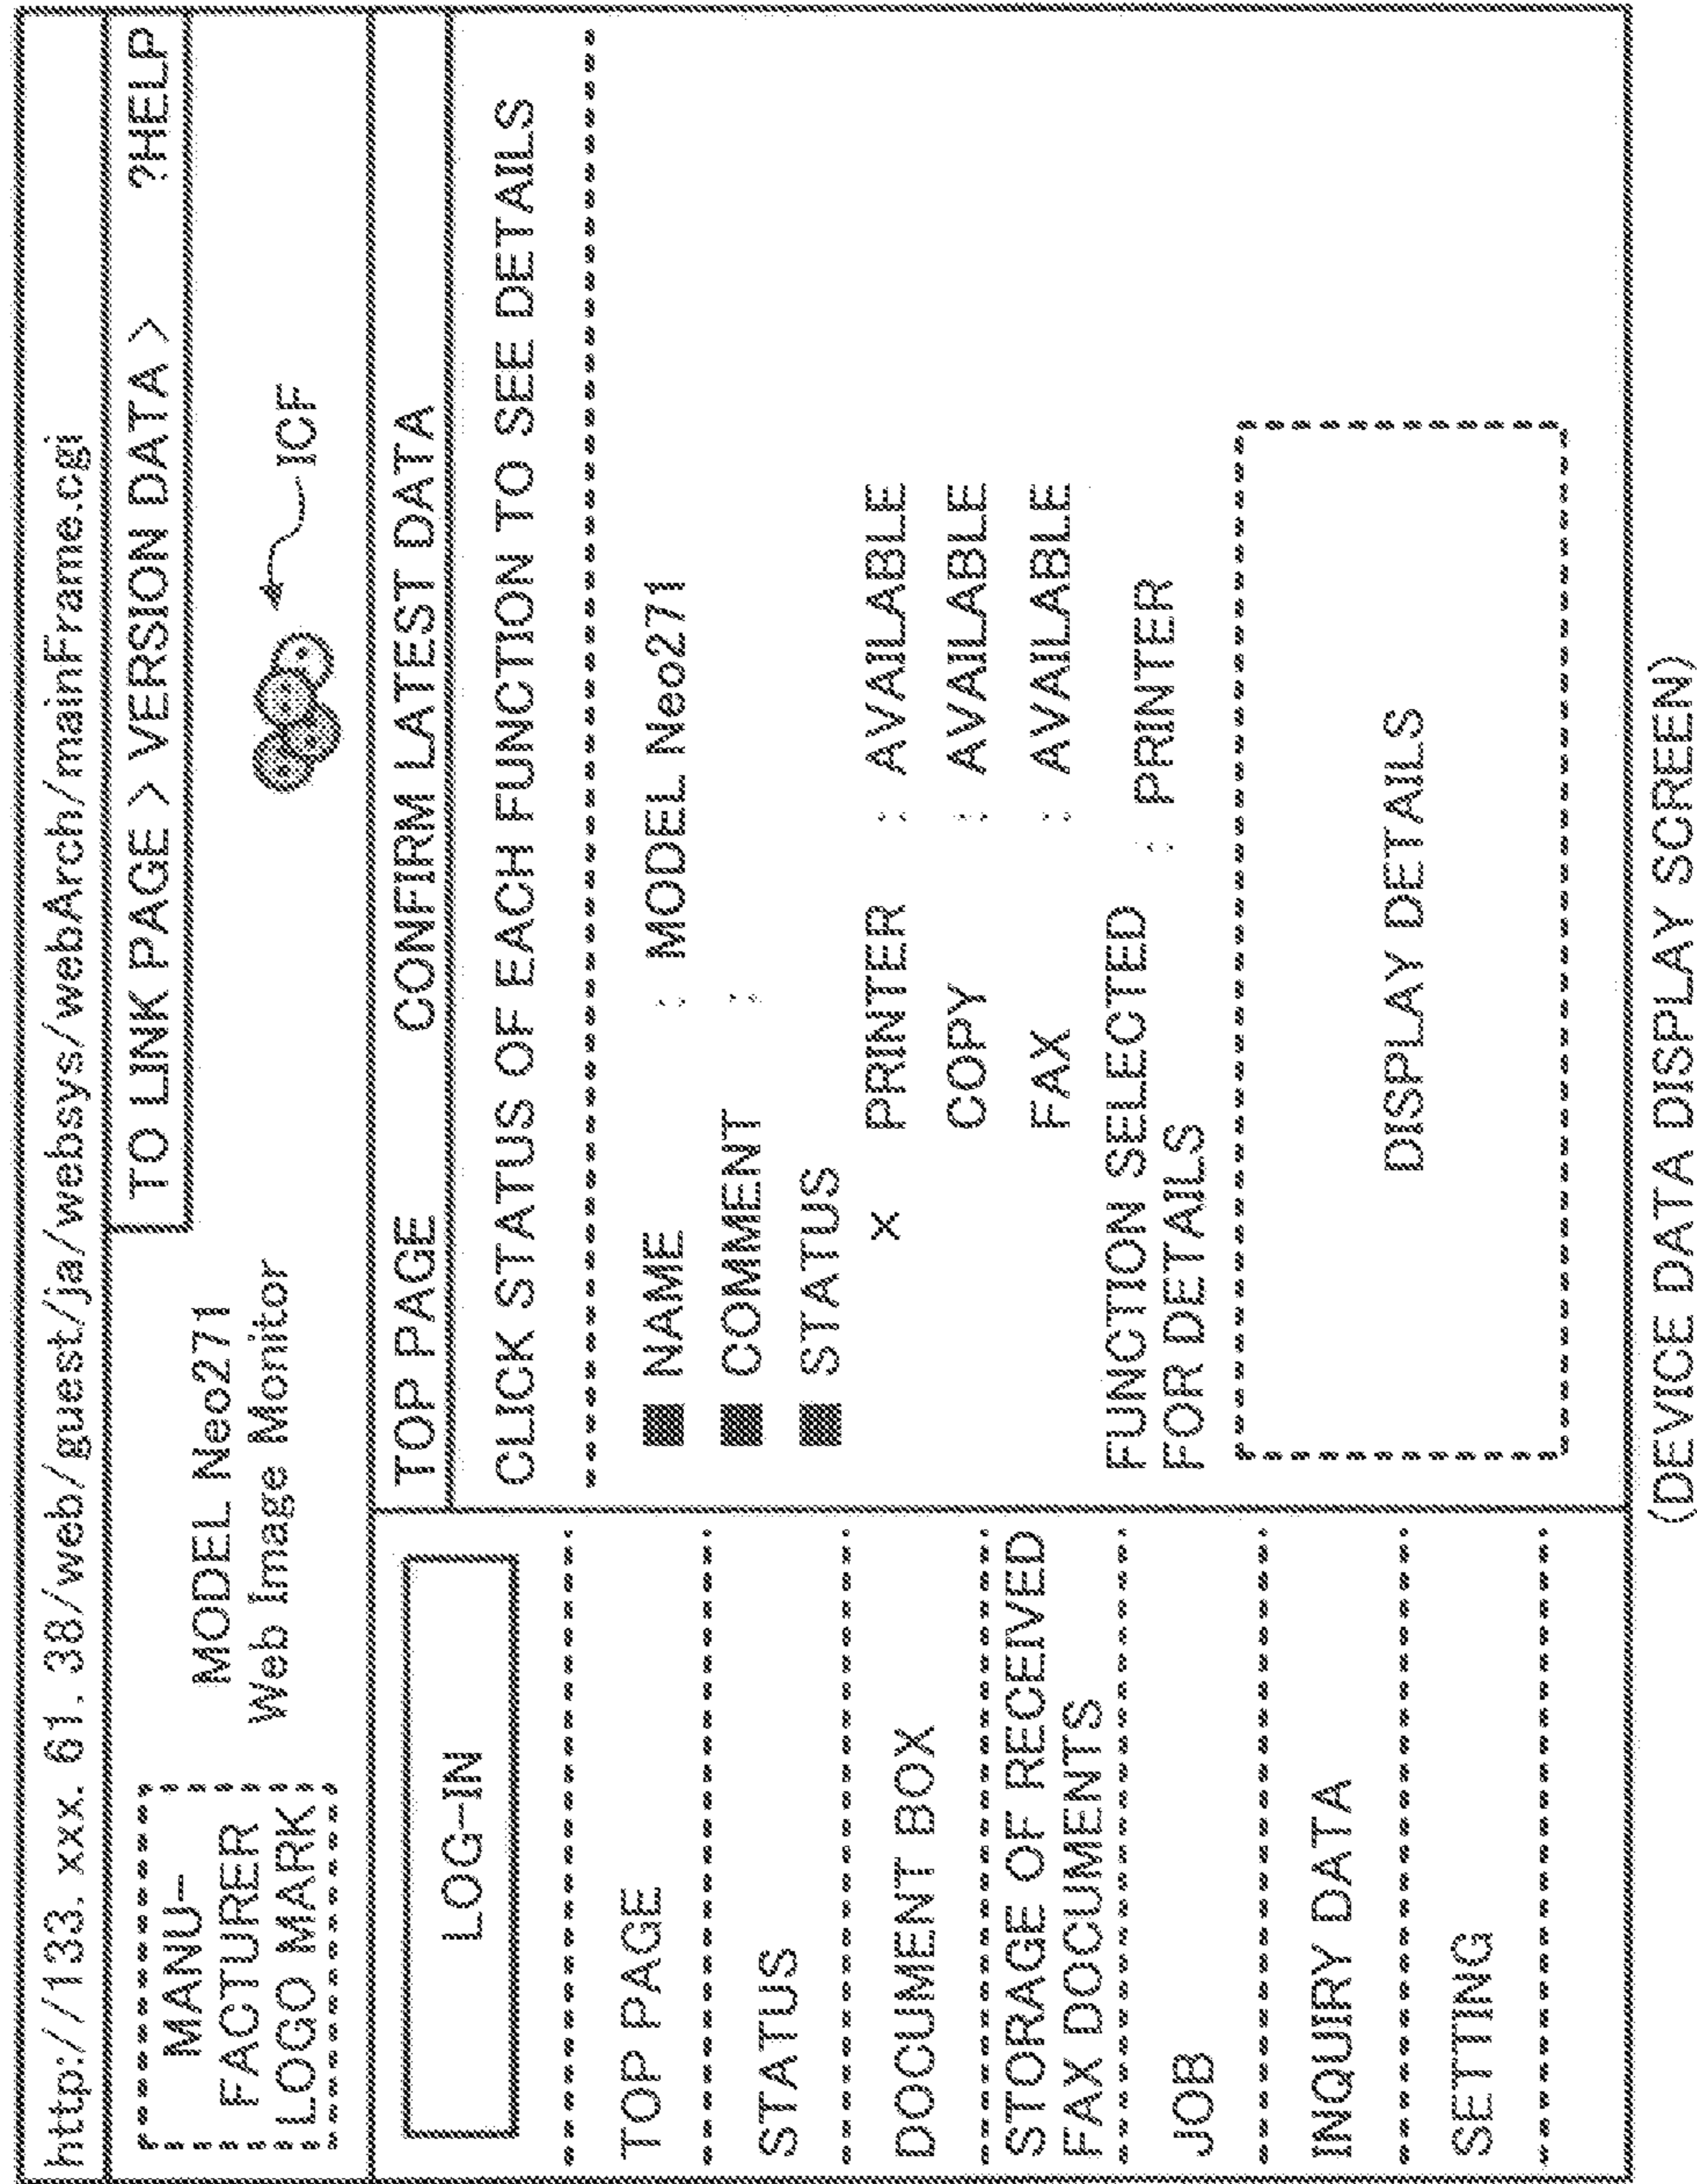 http://133. xxx. 61. 38/web/guest/ja/websys/webArch/mainFrame.cgi
MANU-
FACTURER
LOGO MARK
MODEL Neo271
Web Image Monitor
TO LINK PAGE > VERSION DATA > ?HELP
ICF
LOG-IN
TOP PAGE
STATUS
DOCUMENT BOX
STORAGE OF RECEIVED
FAX DOCUMENTS
JOB
INQUIRY DATA
SETTING
TOP PAGE CONFIRM LATEST DATA
CLICK STATUS OF EACH FUNCTION TO SEE DETAILS
■ NAME : MODEL Neo271
■ COMMENT :
■ STATUS
X PRINTER : AVAILABLE
COPY : AVAILABLE
FAX : AVAILABLE
FUNCTION SELECTED
FOR DETAILS : PRINTER
DISPLAY DETAILS
(DEVICE DATA DISPLAY SCREEN)